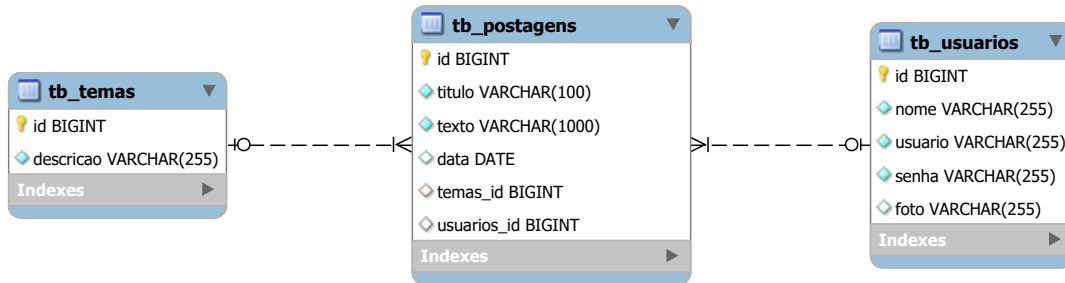 tb_temas
id BIGINT
descricao VARCHAR(255)
Indexes
tb_postagens
id BIGINT
titulo VARCHAR(100)
texto VARCHAR(1000)
data DATE
temas_id BIGINT
usuarios_id BIGINT
Indexes
tb_usuarios
id BIGINT
nome VARCHAR(255)
usuario VARCHAR(255)
senha VARCHAR(255)
foto VARCHAR(255)
Indexes